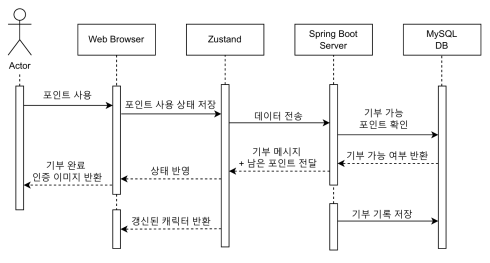 Web Browser
Zustand
Spring Boot
Server
MySQL
DB
Actor
포인트 사용
포인트 사용 상태 저장
데이터 전송
기부 가능
포인트 확인
기부 가능 여부 반환
기부 메시지
+ 남은 포인트 전달
상태 반영
기부 완료
인증 이미지 반환
갱신된 캐릭터 반환
기부 기록 저장